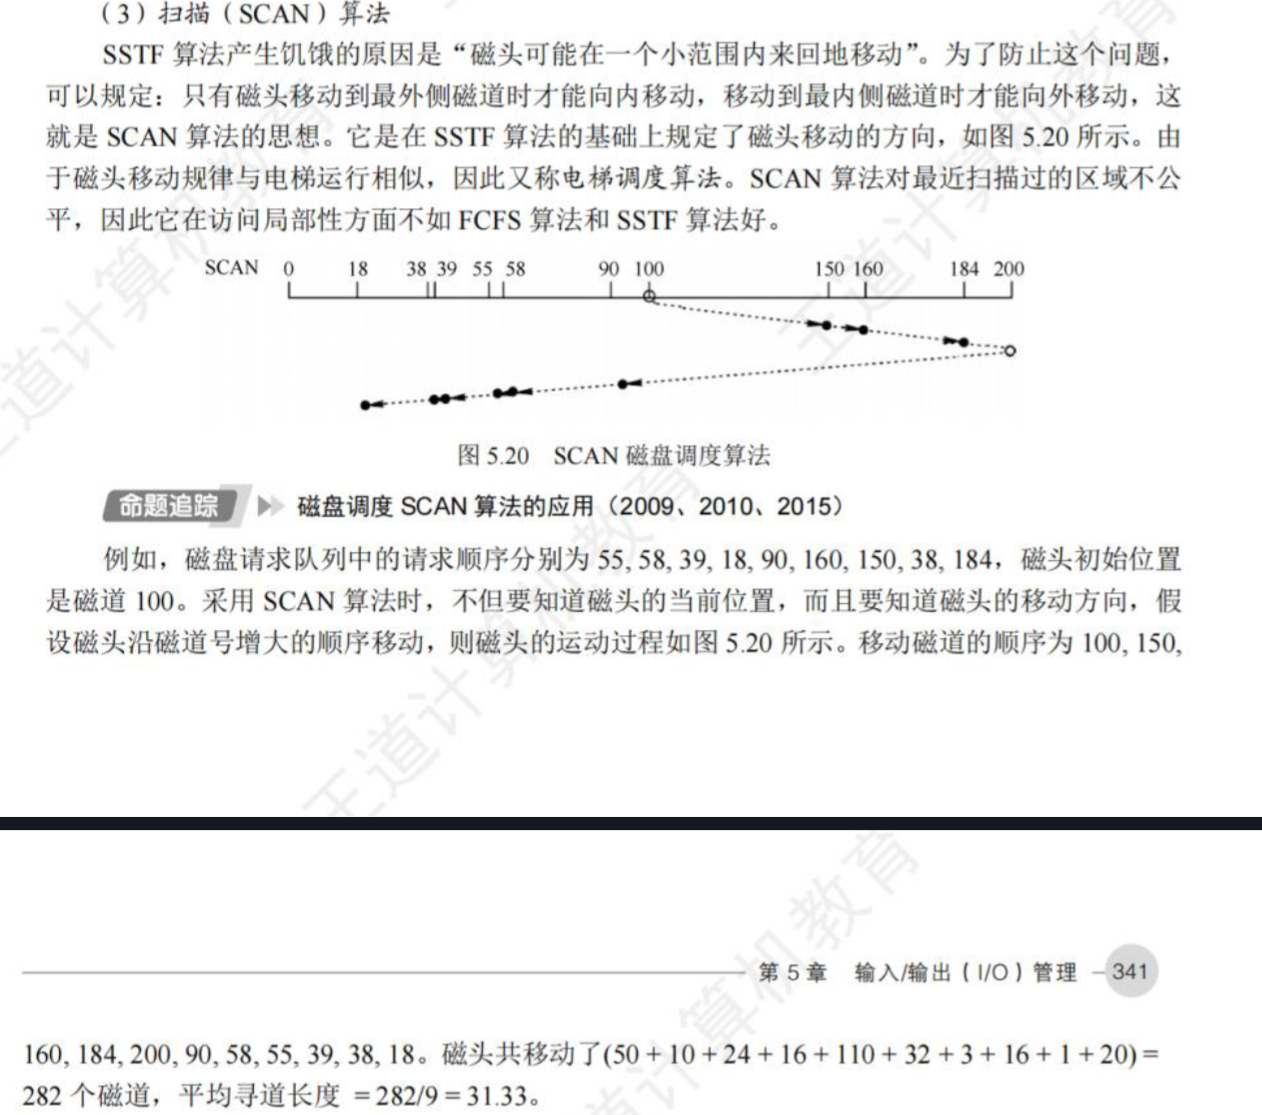 （3）扫描（SCAN）算法
SSTF 算法产生饥饿的原因是“磁头可能在一个小范围内来回地移动”。为了防止这个问题，
可以规定：只有磁头移动到最外侧磁道时才能向内移动，移动到最内侧磁道时才能向外移动，这
就是 SCAN 算法的思想。它是在 SSTF 算法的基础上规定了磁头移动的方向，如图 5.20 所示。由
于磁头移动规律与电梯运行相似，因此又称电梯调度算法。SCAN 算法对最近扫描过的区域不公
平，因此它在访问局部性方面不如 FCFS 算法和 SSTF 算法好。
SCAN 0 18 38 39 55 58 90 100 150 160 184 200
图 5.20 SCAN 磁盘调度算法
命题追踪 磁盘调度 SCAN 算法的应用（2009、2010、2015）
例如，磁盘请求队列中的请求顺序分别为 55, 58, 39, 18, 90, 160, 150, 38, 184，磁头初始位置
是磁道 100。采用 SCAN 算法时，不但要知道磁头的当前位置，而且要知道磁头的移动方向，假
设磁头沿磁道号增大的顺序移动，则磁头的运动过程如图 5.20 所示。移动磁道的顺序为 100, 150,
王道计算机教育
第 5 章 输入/输出（I/O）管理 341
160, 184, 200, 90, 58, 55, 39, 38, 18。磁头共移动了(50 + 10 + 24 + 16 + 110 + 32 + 3 + 16 + 1 + 20) =
282 个磁道，平均寻道长度 = 282/9 = 31.33。